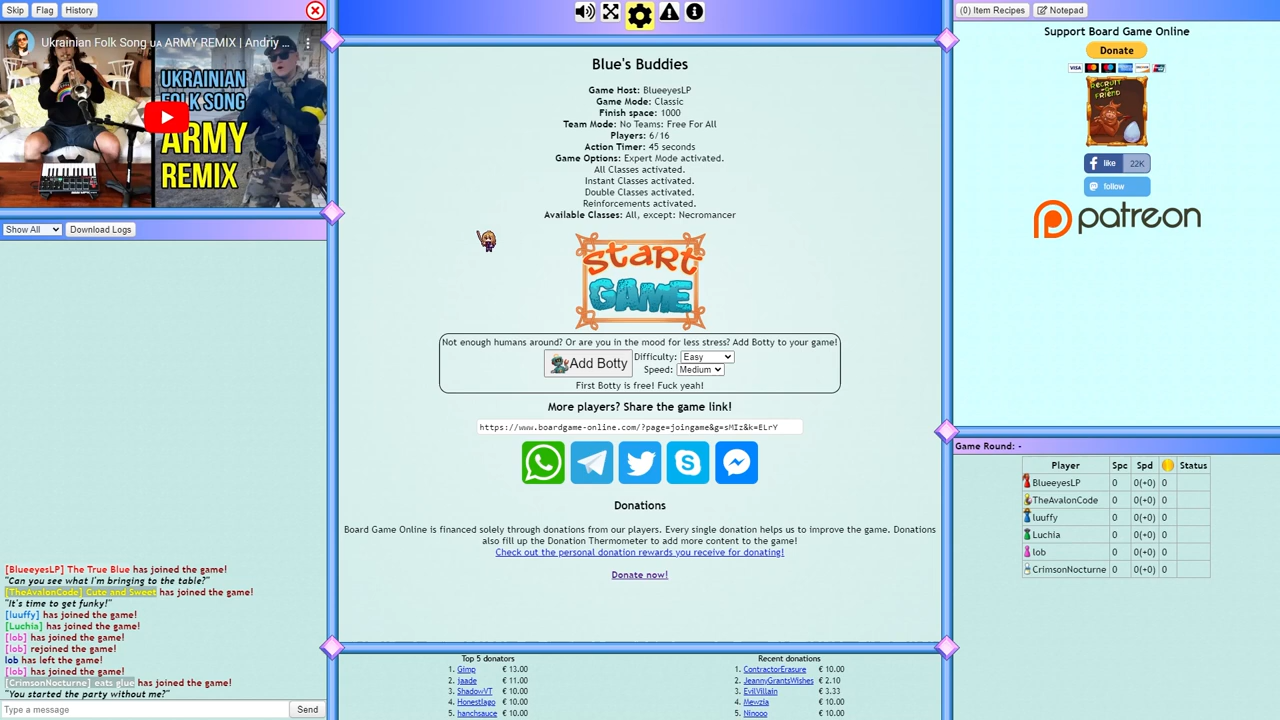 Skip Flag History
Ukrainian Folk Song UA ARMY REMIX | Andriy ...
UKRAINIAN
FOLK SONG
ARMY
REMIX
Show All Download Logs
[BlueeyesLP] The True Blue has joined the game!
"Can you see what I'm bringing to the table?"
[TheAvalonCode] Cute and Sweet has joined the game!
"It's time to get funky!"
[luuffy] has joined the game!
[Luchia] has joined the game!
[lob] has joined the game!
[lob] rejoined the game!
lob has left the game!
[lob] has joined the game!
[CrimsonNocturne] eats glue has joined the game!
"You started the party without me?"
Type a message Send
Blue's Buddies
Game Host: BlueeyesLP
Game Mode: Classic
Finish space: 1000
Team Mode: No Teams: Free For All
Players: 6/16
Action Timer: 45 seconds
Game Options: Expert Mode activated.
All Classes activated.
Instant Classes activated.
Double Classes activated.
Reinforcements activated.
Available Classes: All, except: Necromancer
START
GAME
Not enough humans around? Or are you in the mood for less stress? Add Botty to your game!
Add Botty Difficulty: Easy
Speed: Medium
First Botty is free! Fuck yeah!
More players? Share the game link!
https://www.boardgame-online.com/?page=joingame&g=sMIz&k=ELrY
Donations
Board Game Online is financed solely through donations from our players. Every single donation helps us to improve the game. Donations
also fill up the Donation Thermometer to add more content to the game!
Check out the personal donation rewards you receive for donating!
Donate now!
Top 5 donators
1. Gimp € 13.00
2. jaade € 11.00
3. ShadowVT € 10.00
4. HonestIago € 10.00
5. hanchsauce € 10.00
Recent donations
1. ContractorErasure € 10.00
2. JeannyGrantsWishes € 2.10
3. EvilVillain € 3.33
4. Mewzia € 10.00
5. Ninooo € 10.00
(0) Item Recipes Notepad
Support Board Game Online
Donate
VISA
RECRUIT
A
FRIEND
like 22K
follow
patreon
Game Round: -
Player Spc Spd Status
BlueeyesLP 0 0(+0) 0
TheAvalonCode 0 0(+0) 0
luuffy 0 0(+0) 0
Luchia 0 0(+0) 0
lob 0 0(+0) 0
CrimsonNocturne 0 0(+0) 0